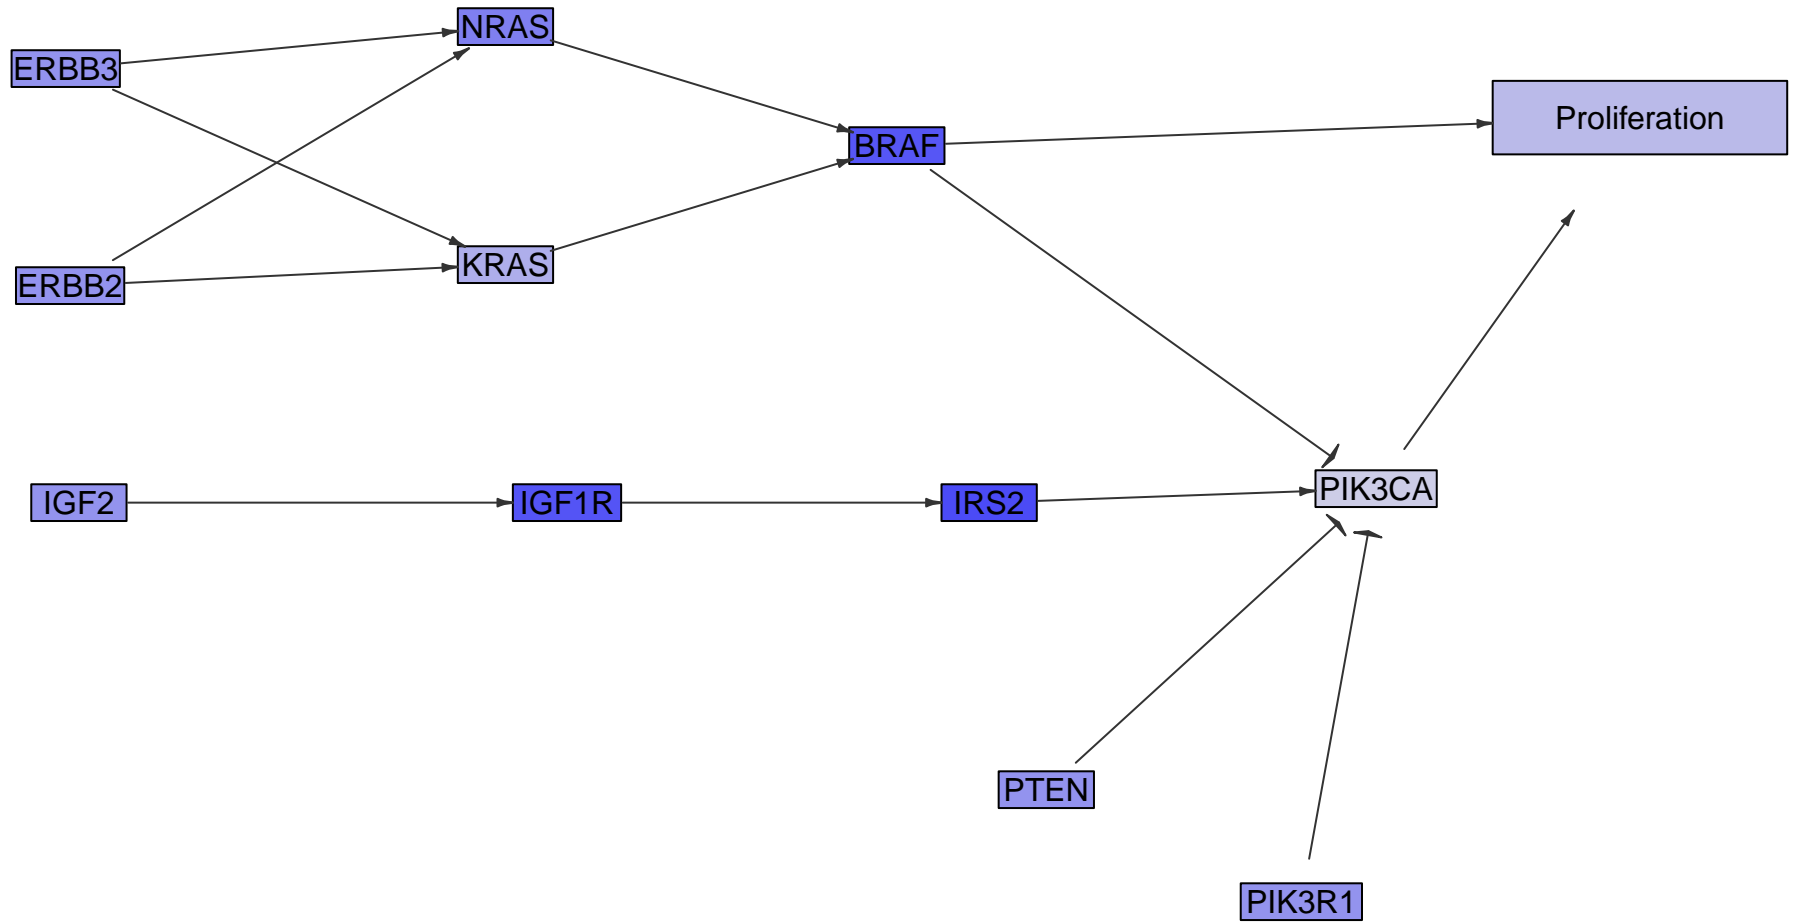 NRAS
ERBB3
Proliferation
BRAF
KRAS
ERBB2
PIK3CA
IGF2
IGF1R
IRS2
PTEN
PIK3R1